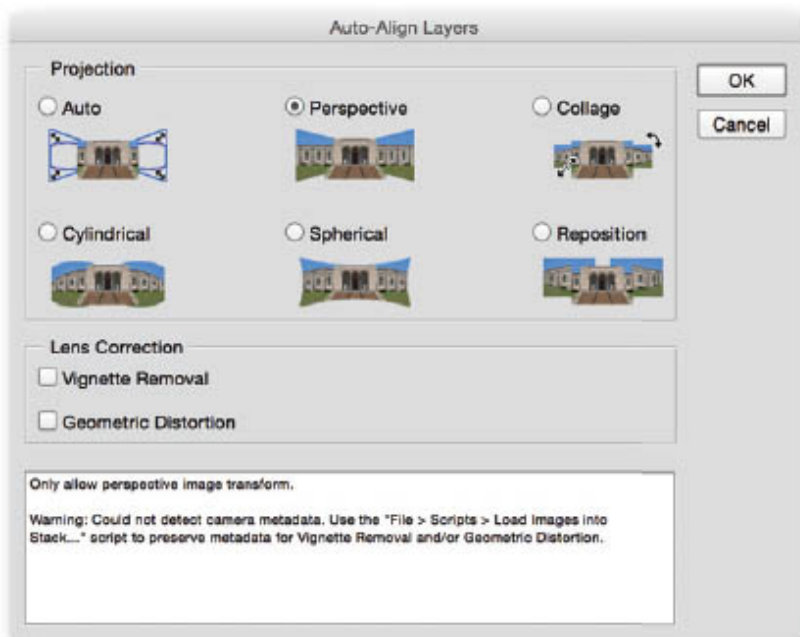 Auto-Align Layers
Projection
Auto
Perspective
Collage
Cylindrical
Spherical
Reposition
OK
Cancel
Lens Correction
Vignette Removal
Geometric Distortion
Only allow perspective image transform.
Warning: Could not detect camera metadata. Use the "File > Scripts > Load Images into
Stack..." script to preserve metadata for Vignette Removal and/or Geometric Distortion.